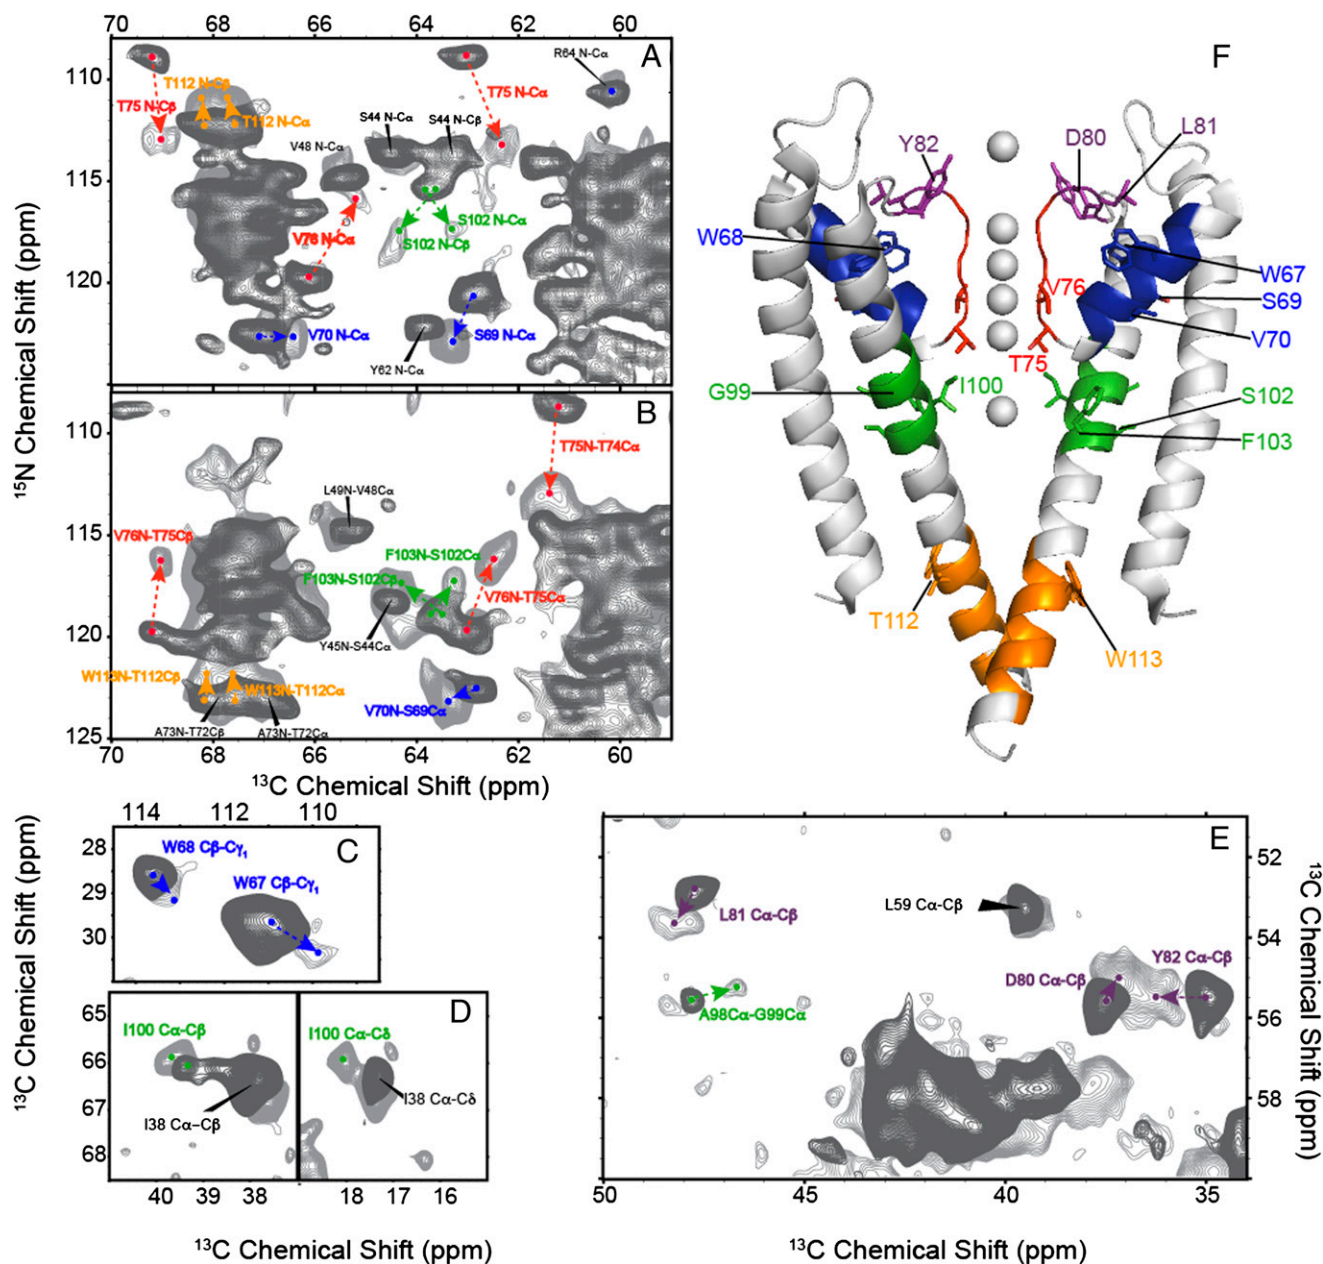 70 68 66 64 62 60
A
110
115
120
15N Chemical Shift (ppm)
T75 N-Cβ
T112 N-Cβ
T112 N-Cα
T75 N-Cα
R64 N-Cα
S44 N-Cα
S44 N-Cβ
V48 N-Cα
V76 N-Cα
S102 N-Cα
S102 N-Cβ
V70 N-Cα
S69 N-Cα
Y62 N-Cα
B
110
115
120
125
T75N-T74Cα
L49N-V48Cα
V76N-T75Cβ
F103N-S102Cα
F103N-S102Cβ
V76N-T75Cα
Y45N-S44Cα
W113N-T112Cβ
W113N-T112Cα
V70N-S69Cα
A73N-T72Cβ
A73N-T72Cα
70 68 66 64 62 60
13C Chemical Shift (ppm)
F
Y82
D80
L81
W68
W67
V76
S69
V70
T75
G99
I100
S102
F103
T112
W113
114 112 110
C
28
29
30
W68 Cβ-Cγ1
W67 Cβ-Cγ1
13C Chemical Shift (ppm)
D
65
66
67
68
I100 Cα-Cβ
I100 Cα-Cδ
I38 Cα-Cβ
I38 Cα-Cδ
40 39 38 18 17 16
13C Chemical Shift (ppm)
E
52
54
56
58
13C Chemical Shift (ppm)
L81 Cα-Cβ
L59 Cα-Cβ
Y82 Cα-Cβ
D80 Cα-Cβ
A98Cα-G99Cα
50 45 40 35
13C Chemical Shift (ppm)